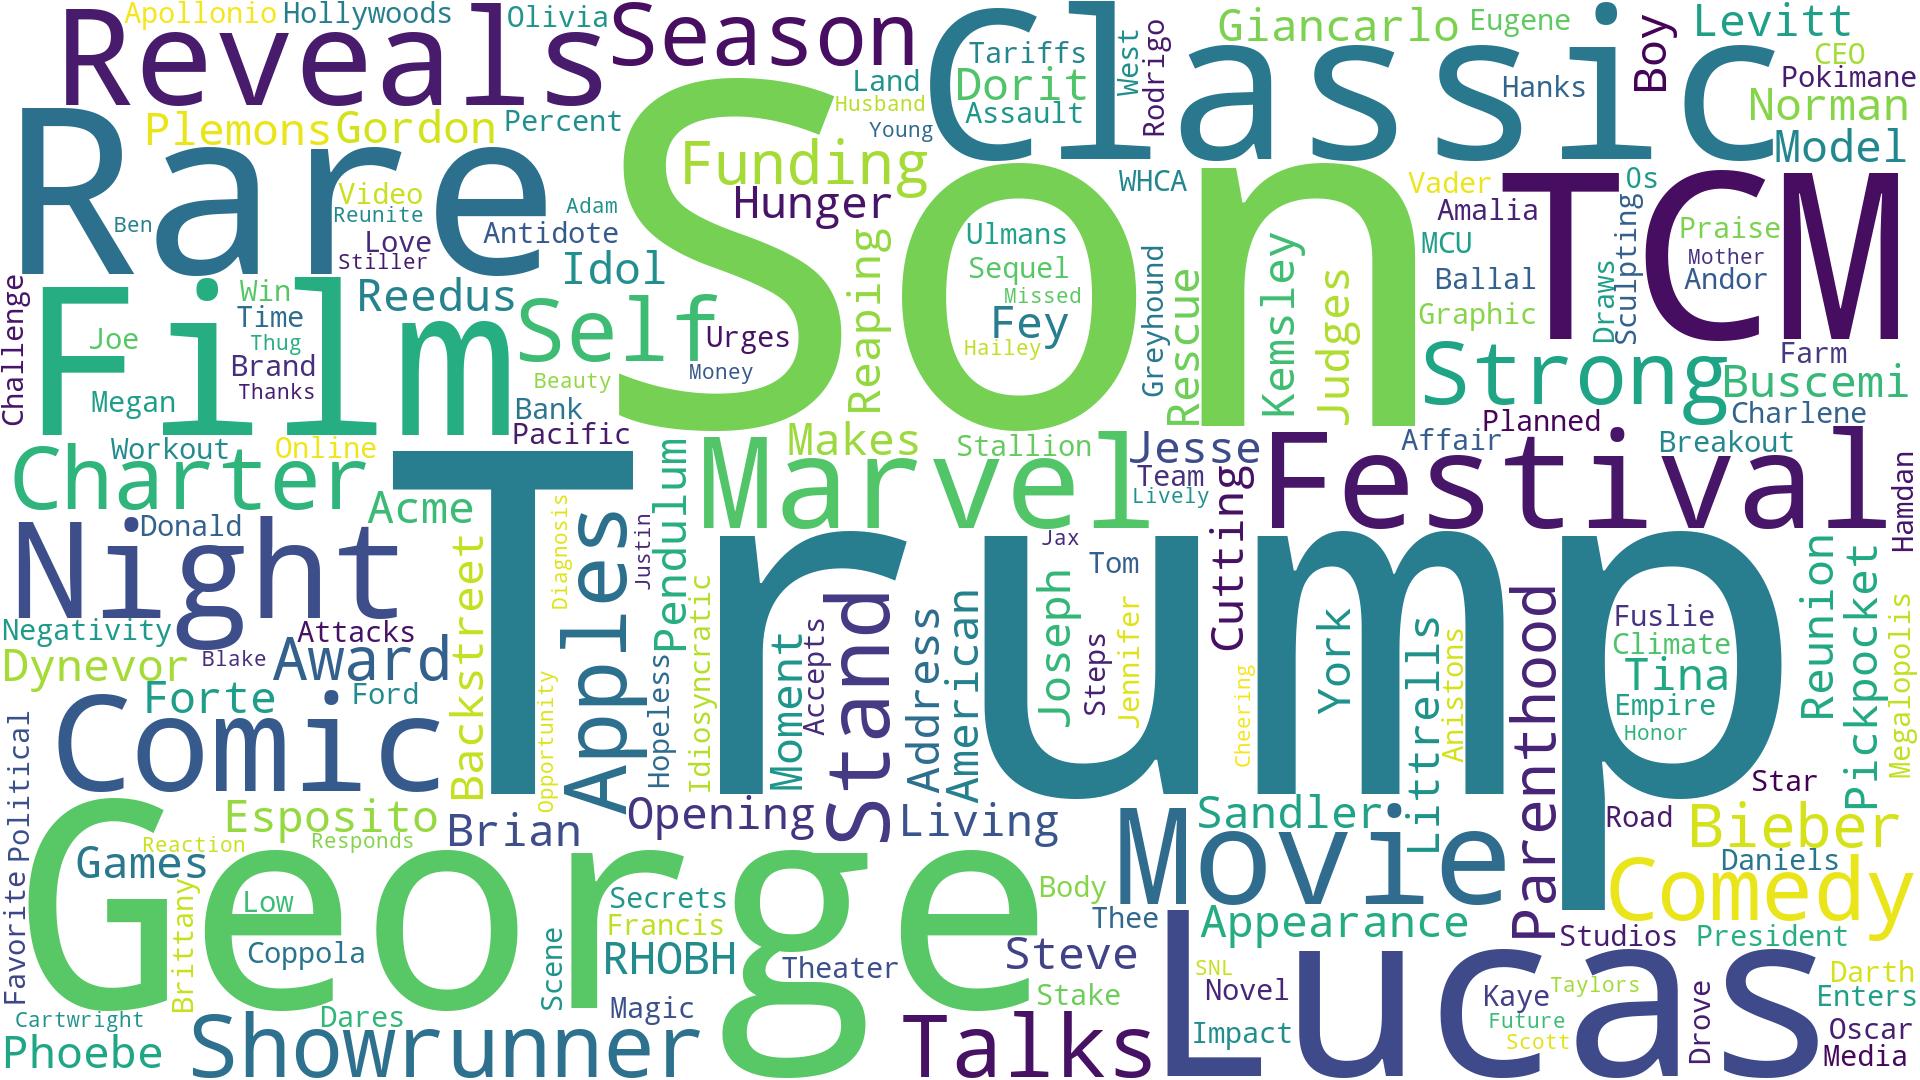 Apollonio
Hollywoods
Olivia
Reveals
Season
Classic
Giancarlo
Eugene
Boy
Levitt
Tariffs
West
Rodrigo
CEO
Land
Dorit
Hanks
Pokimane
Husband
Assault
Norman
Plemons
Gordon
Percent
Young
Model
Rare
Son
Funding
WHCA
Vader
Os
TCM
Video
Reunite
Adam
Hunger
Amalia
Sculpting
Praise
Ben
Love
Antidote
Ulmans
MCU
Mother
Stiller
Idol
Reaping
Sequel
Greyhound
Rescue
Kemsley
Judges
Ballal
Draws
Andor
Challenge
Film
Win
Reedus
Missed
Time
Self
Fey
Graphic
Joe
Thug
Urges
Hailey
Strong
Farm
Brand
Money
Buscemi
Thanks
Beauty
Megan
Bank
Planned
Charlene
Workout
Online
Pacific
Makes
Stallion
Jesse
Affair
Breakout
Charter
Marvel
Team
Festival
Hamdan
Acme
Pendulum
Lively
Cutting
Trump
Donald
Night
Diagnosis
Apples
Justin
Jax
Tom
Reunion
Pickpocket
Backstreet
Idiosyncratic
Stand
American
Joseph
Jennifer
York
Littrells
Anistons
Parenthood
Fuslie
Megalopolis
Negativity
Attacks
Moment
Accepts
Address
Steps
Climate
Dynevor
Blake
Award
Hopeless
Cheering
Tina
Forte
Ford
Opportunity
Empire
Honor
Comic
Political
Star
Esposito
Brian
Opening
Living
Movie
Sandler
Road
Bieber
Reaction
Responds
Games
Daniels
George
Favorite
Brittany
Low
Secrets
Body
Comedy
Francis
Thee
Lucas
Appearance
Coppola
Scene
RHOBH
Theater
Steve
Studios
President
SNL
Darth
Magic
Stake
Novel
Kaye
Taylors
Enters
Cartwright
Dares
Future
Drove
Phoebe
Showrunner
Talks
Impact
Scott
Oscar
Media